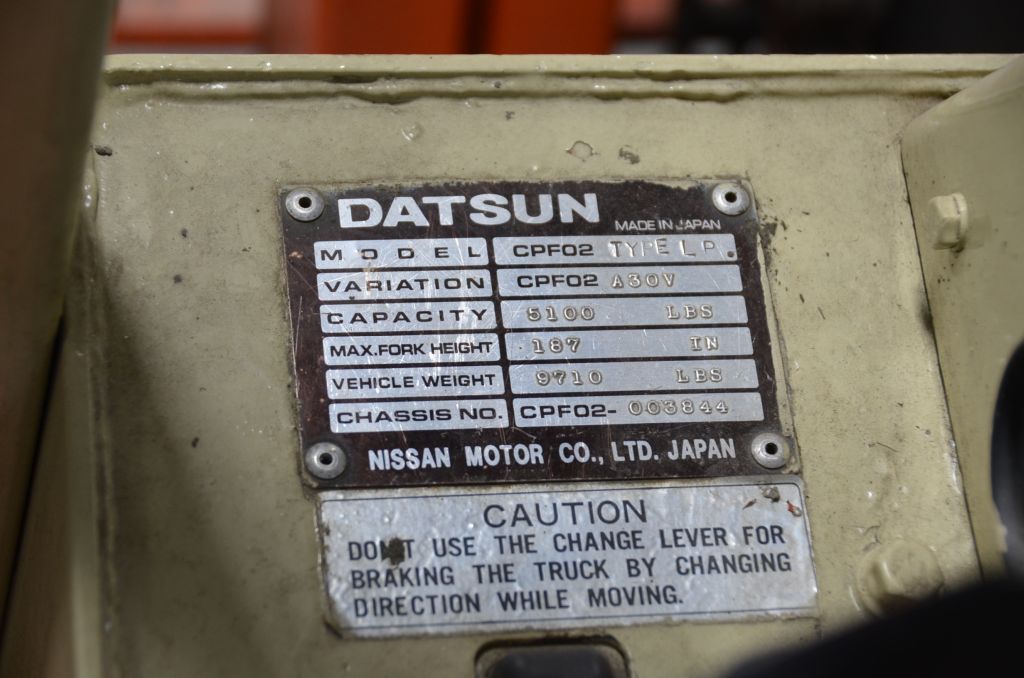 DATSUN
MADE IN JAPAN
MODEL CPF02 TYPE L P.
VARIATION CPF02 A30V
CAPACITY 5100 LBS
MAX. FORK HEIGHT 187 IN
VEHICLE WEIGHT 9710 LBS
CHASSIS NO. CPF02- 003844
NISSAN MOTOR CO., LTD. JAPAN
CAUTION
DON'T USE THE CHANGE LEVER FOR
BRAKING THE TRUCK BY CHANGING
DIRECTION WHILE MOVING.